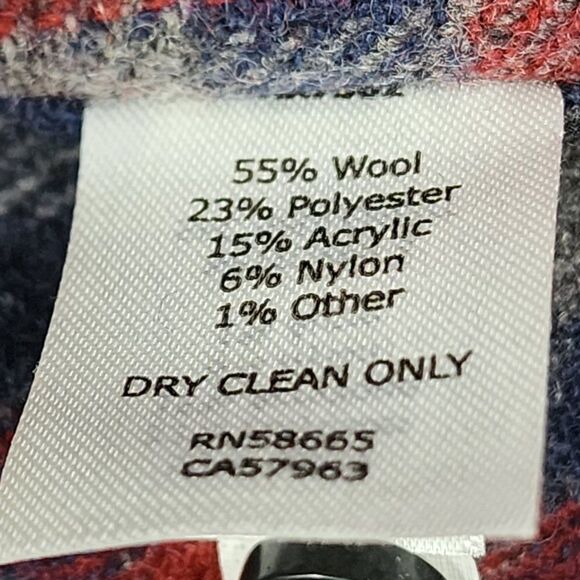 55% Wool
23% Polyester
15% Acrylic
6% Nylon
1% Other
DRY CLEAN ONLY
RN58665
CA57963